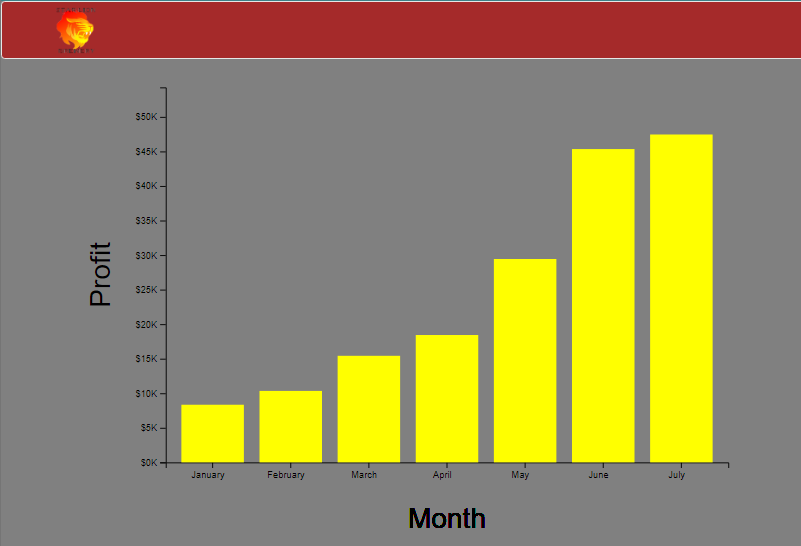 $50K
$45K
$40K
$35K
$30K
$25K
$20K
$15K
$10K
$5K
$0K
Profit
January February March April May June July
Month